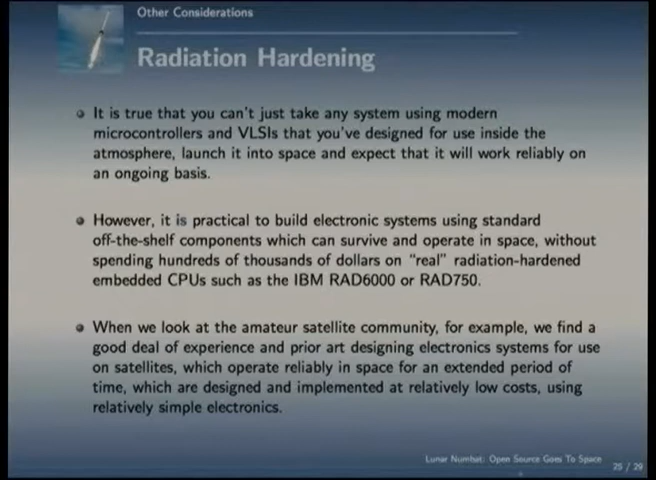 Other Considerations
Radiation Hardening
It is true that you can't just take any system using modern
microcontrollers and VLSIs that you've designed for use inside the
atmosphere, launch it into space and expect that it will work reliably on
an ongoing basis.
However, it is practical to build electronic systems using standard
off-the-shelf components which can survive and operate in space, without
spending hundreds of thousands of dollars on "real" radiation-hardened
embedded CPUs such as the IBM RAD6000 or RAD750.
When we look at the amateur satellite community, for example, we find a
good deal of experience and prior art designing electronics systems for use
on satellites, which operate reliably in space for an extended period of
time, which are designed and implemented at relatively low costs, using
relatively simple electronics.
Lunar Numbat: Open Source Goes To Space
25 / 29